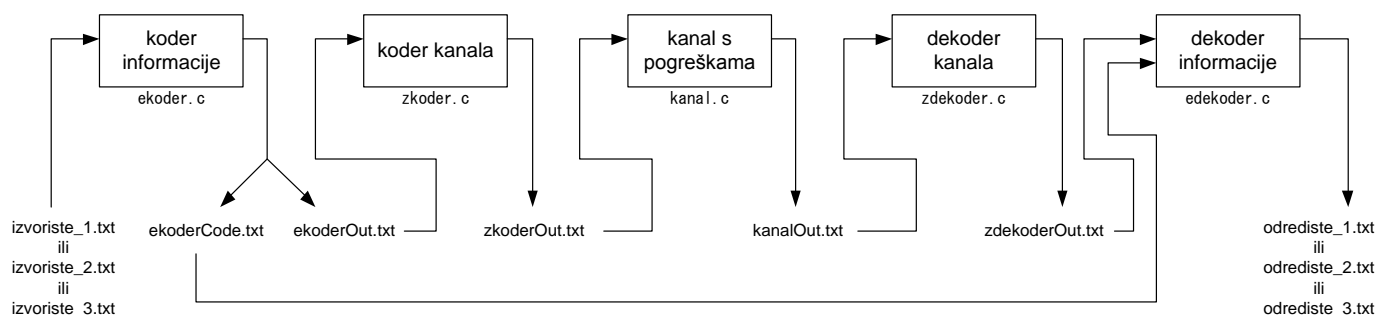 koder
informacije
ekoder.c
koder kanala
zkoder.c
kanal s
pogreškama
kanal.c
dekoder
kanala
zdekoder.c
dekoder
informacije
edekoder.c
izvoriste_1.txt
ili
izvoriste_2.txt
ili
izvoriste_3.txt
ekoderCode.txt
ekoderOut.txt
zkoderOut.txt
kanalOut.txt
zdekoderOut.txt
odrediste_1.txt
ili
odrediste_2.txt
ili
odrediste_3.txt